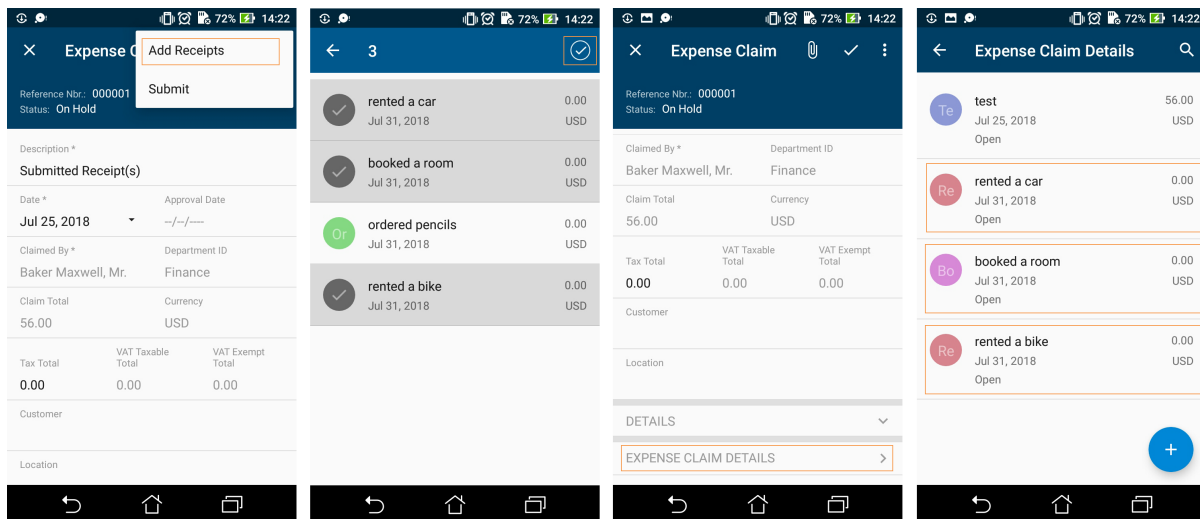 72% 14:22
Expense C
Add Receipts
Submit
Reference Nbr.: 000001
Status: On Hold
Description *
Submitted Receipt(s)
Date * Approval Date
Jul 25, 2018 --/--/----
Claimed By * Department ID
Baker Maxwell, Mr. Finance
Claim Total Currency
56.00 USD
Tax Total VAT Taxable Total VAT Exempt Total
0.00 0.00 0.00
Customer
Location
72% 14:22
3
rented a car 0.00
Jul 31, 2018 USD
booked a room 0.00
Jul 31, 2018 USD
Or
ordered pencils 0.00
Jul 31, 2018 USD
rented a bike 0.00
Jul 31, 2018 USD
72% 14:22
Expense Claim
Reference Nbr.: 000001
Status: On Hold
Claimed By * Department ID
Baker Maxwell, Mr. Finance
Claim Total Currency
56.00 USD
Tax Total VAT Taxable Total VAT Exempt Total
0.00 0.00 0.00
Customer
Location
DETAILS
EXPENSE CLAIM DETAILS
72% 14:22
Expense Claim Details
Te
test 56.00
Jul 25, 2018 USD
Open
Re
rented a car 0.00
Jul 31, 2018 USD
Open
Bo
booked a room 0.00
Jul 31, 2018 USD
Open
Re
rented a bike 0.00
Jul 31, 2018 USD
Open
+